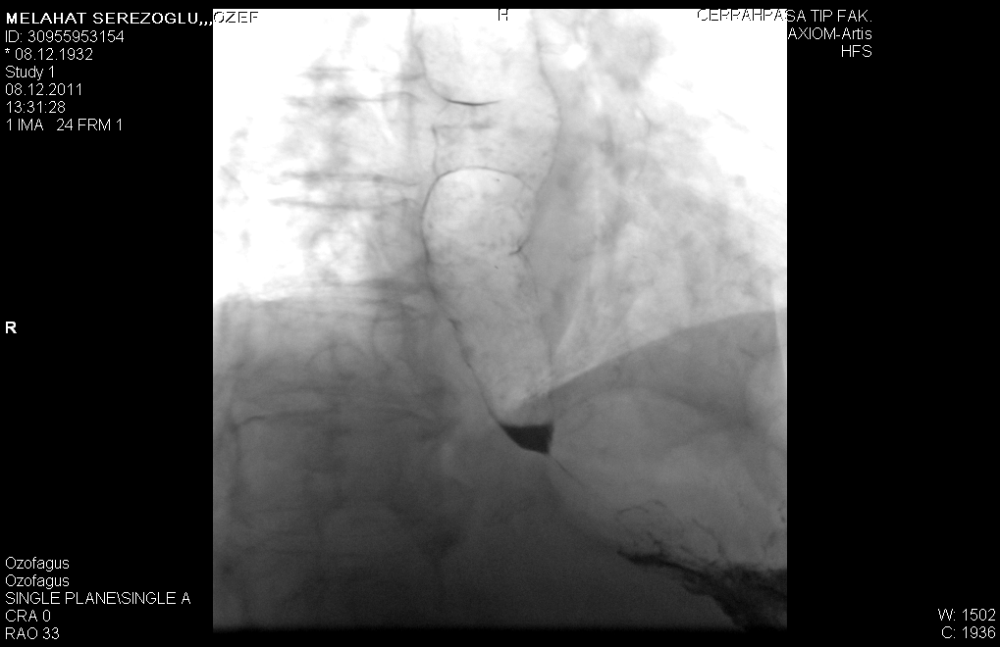 MELAHAT SEREZOGLU,,,OZEF
ID: 30955953154
* 08.12.1932
Study 1
08.12.2011
13:31:28
1 IMA 24 FRM 1
H
CERRAHPASA TIP FAK.
AXIOM-Artis
HFS
R
Ozofagus
Ozofagus
SINGLE PLANE\SINGLE A
CRA 0
RAO 33
W: 1502
C: 1936